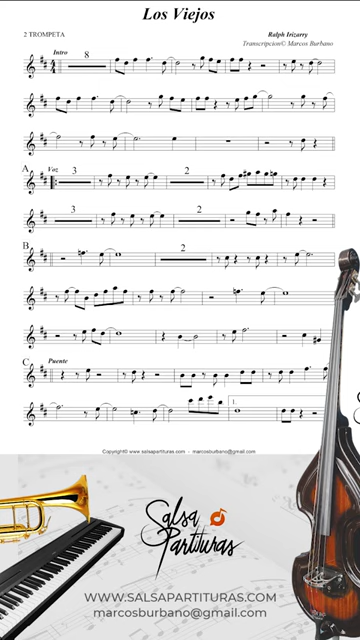 Los Viejos
2 TROMPETA
Ralph Irizarry
Transcripcion© Marcos Burbano
Intro
8
A
Voz
3
2
3
2
B
2
C
Puente
1.
Copyright© www.salsapartituras.com - marcosburbano@gmail.com
Salsa
Partituras
WWW.SALSAPARTITURAS.COM
marcosburbano@gmail.com